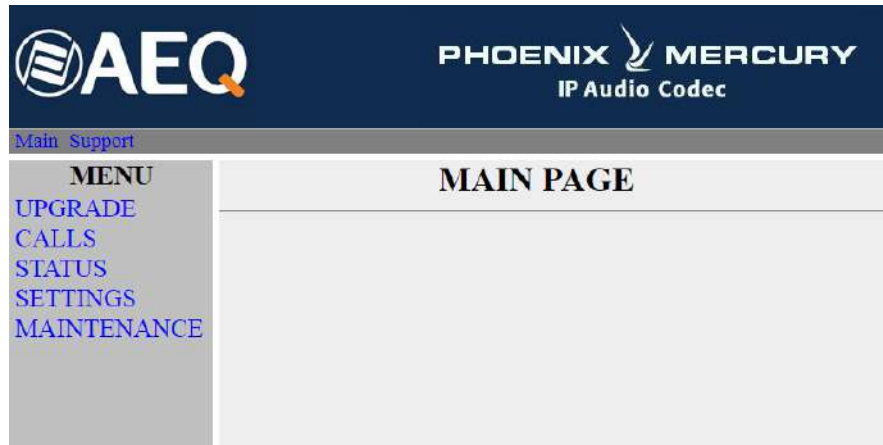 AEQ
PHOENIX MERCURY
IP Audio Codec
Main Support
MENU
UPGRADE
CALLS
STATUS
SETTINGS
MAINTENANCE
MAIN PAGE